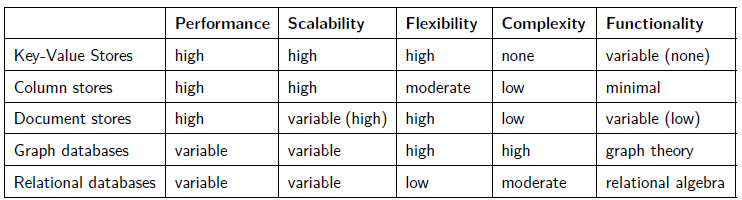 Performance Scalability Flexibility Complexity Functionality
Key-Value Stores high high high none variable (none)
Column stores high high moderate low minimal
Document stores high variable (high) high low variable (low)
Graph databases variable variable high high graph theory
Relational databases variable variable low moderate relational algebra